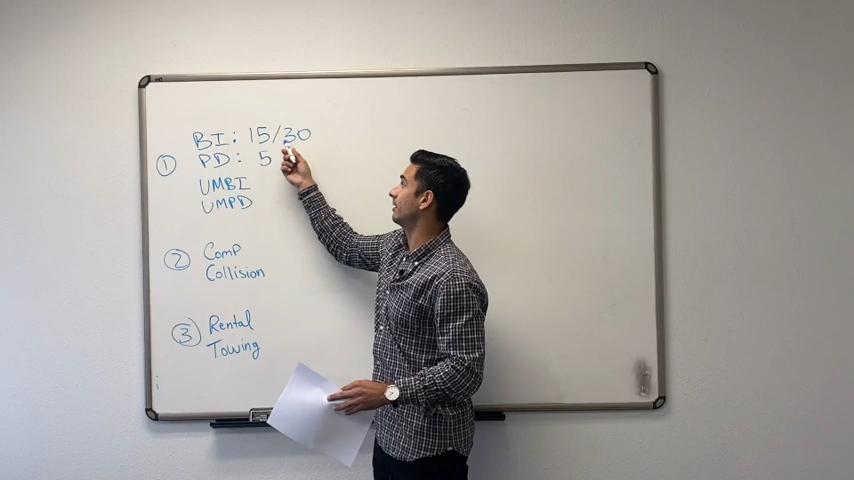 BI: 15/30
① PD: 5
UMBI
UMPD
② Comp
Collision
③ Rental
Towing